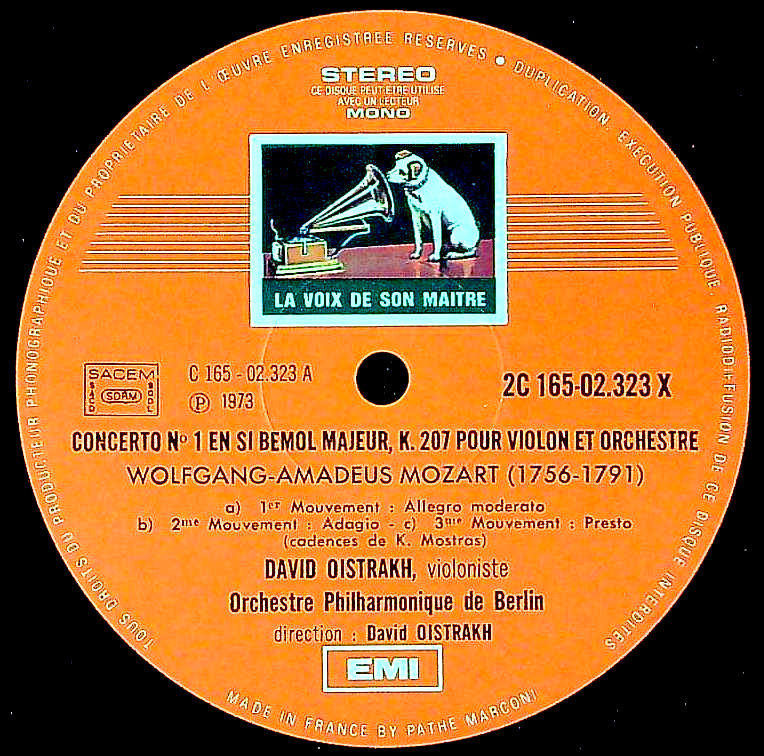 TOUS DROITS DU PRODUCTEUR PHONOGRAPHIQUE ET DU PROPRIETAIRE DE L'ŒUVRE ENREGISTREE RESERVES • DUPLICATION, EXECUTION PUBLIQUE, RADIODIFFUSION DE CE DISQUE INTERDITES
STEREO
CE DISQUE PEUT ETRE UTILISE
AVEC UN LECTEUR
MONO
LA VOIX DE SON MAITRE
SACEM
SACD
SDRM
C 165 - 02.323 A
℗ 1973
2C 165-02.323 X
CONCERTO Nº 1 EN SI BEMOL MAJEUR, K. 207 POUR VIOLON ET ORCHESTRE
WOLFGANG-AMADEUS MOZART (1756-1791)
a) 1er Mouvement : Allegro moderato
b) 2me Mouvement : Adagio - c) 3me Mouvement : Presto
(cadences de K. Mostras)
DAVID OISTRAKH, violoniste
Orchestre Philharmonique de Berlin
direction : David OISTRAKH
EMI
MADE IN FRANCE BY PATHE MARCONI